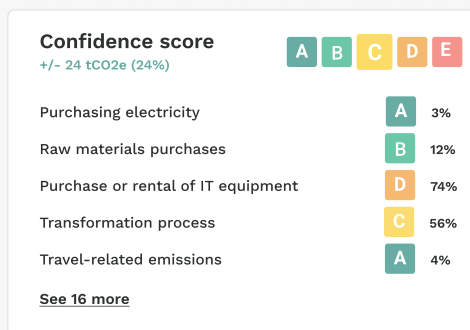 Confidence score
A B C D E
+/- 24 tCO2e (24%)
Purchasing electricity A 3%
Raw materials purchases B 12%
Purchase or rental of IT equipment D 74%
Transformation process C 56%
Travel-related emissions A 4%
See 16 more